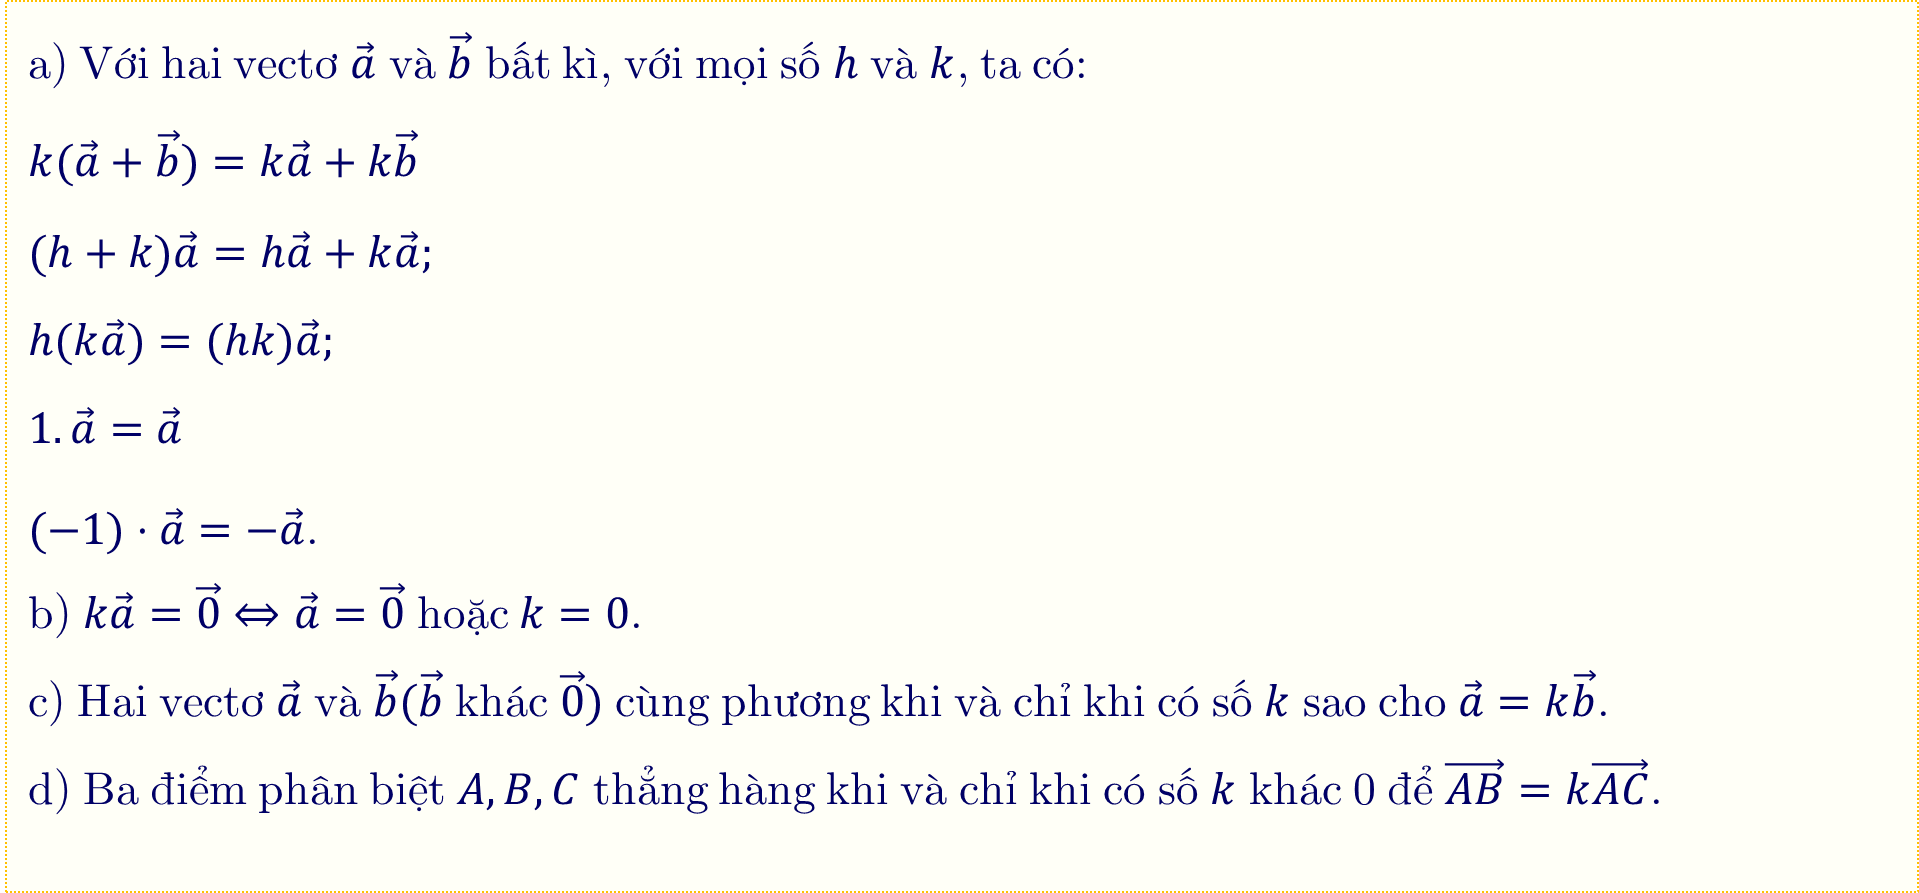 a) Với hai vectơ a⃗ và b⃗ bất kì, với mọi số h và k, ta có:
k(a⃗ + b⃗) = ka⃗ + kb⃗
(h + k)a⃗ = ha⃗ + ka⃗;
h(ka⃗) = (hk)a⃗;
1. a⃗ = a⃗
(−1) · a⃗ = −a⃗.
b) ka⃗ = 0⃗ ⇔ a⃗ = 0⃗ hoặc k = 0.
c) Hai vectơ a⃗ và b⃗(b⃗ khác 0⃗) cùng phương khi và chỉ khi có số k sao cho a⃗ = kb⃗.
d) Ba điểm phân biệt A, B, C thẳng hàng khi và chỉ khi có số k khác 0 để \overrightarrow{AB} = k\overrightarrow{AC}.